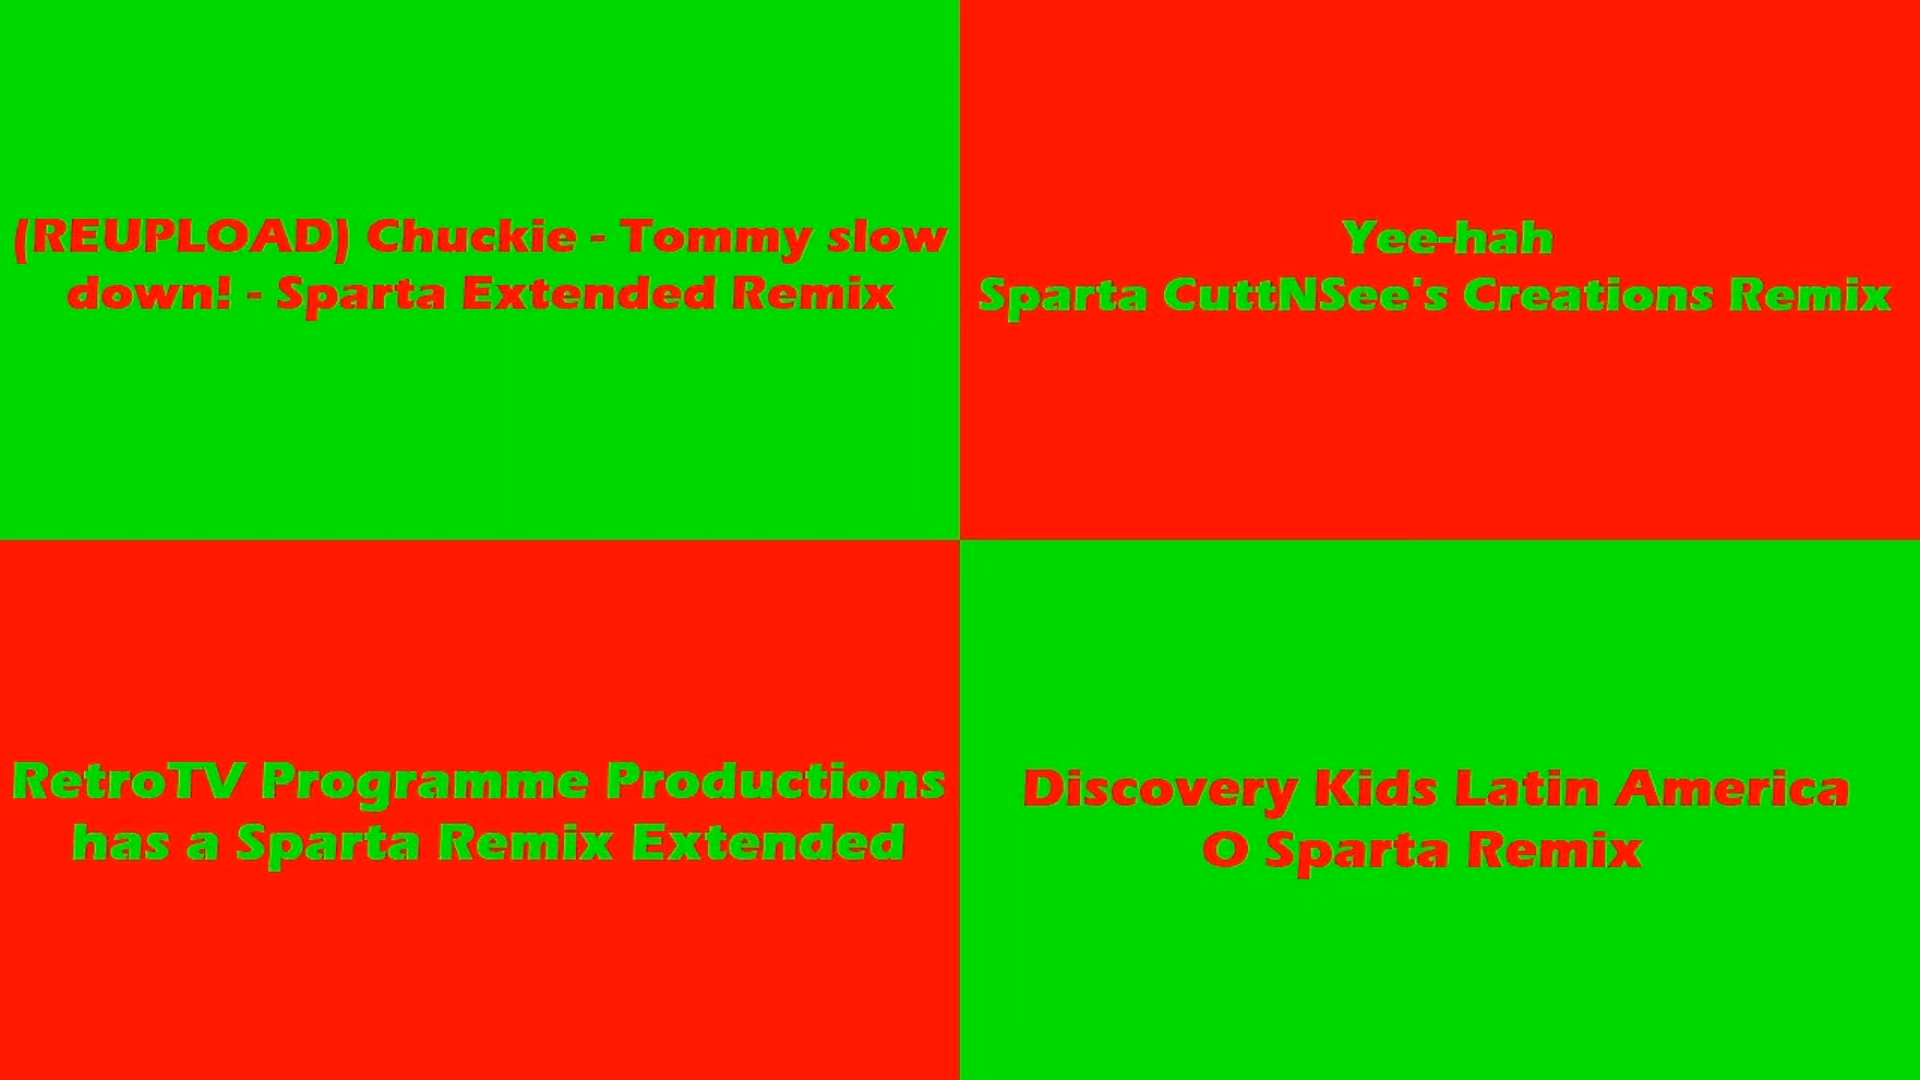 (REUPLOAD) Chuckie - Tommy slow
down! - Sparta Extended Remix
Yee-hah
Sparta CuttNSee's Creations Remix
RetroTV Programme Productions
has a Sparta Remix Extended
Discovery Kids Latin America
O Sparta Remix